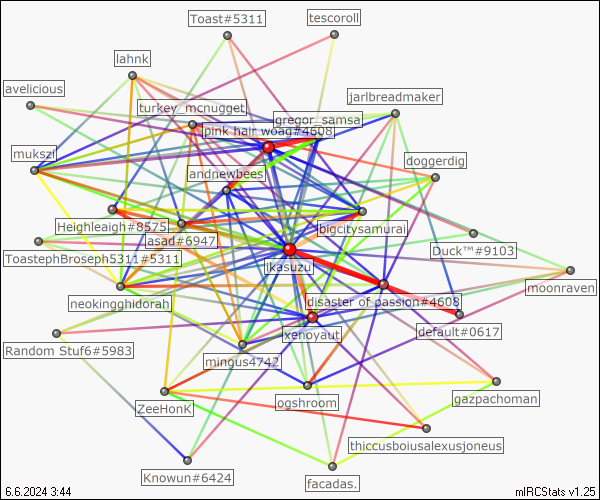 Toast#5311
tescoroll
lahnk
avelicious
jarlbreadmaker
turkey_mcnugget
gregor_samsa
pink hair woag#4608
mukszf
doggerdig
andnewbees
Heighleaigh#8575
bigcitysamurai
asad#6947
Duck™#9103
ToastephBroseph5311#5311
ikasuzu
moonraven
neokingghidorah
disaster of passion#4608
default#0617
xenoyaut
Random Stuf6#5983
mingus4742
gazpachoman
ZeeHonK
ogshroom
thiccusboiusalexusjoneus
Knowun#6424
facadas.
6.6.2024 3:44
mIRCStats v1.25